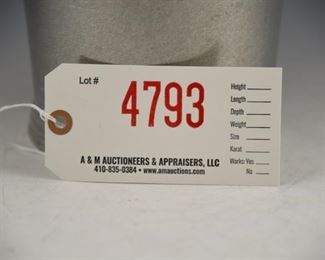 Lot #
4793
Height
Length
Depth
Weight
Size
Karat
Warks: Yes
No
A & M AUCTIONEERS & APPRAISERS, LLC
410-835-0384 • www.amauctions.com